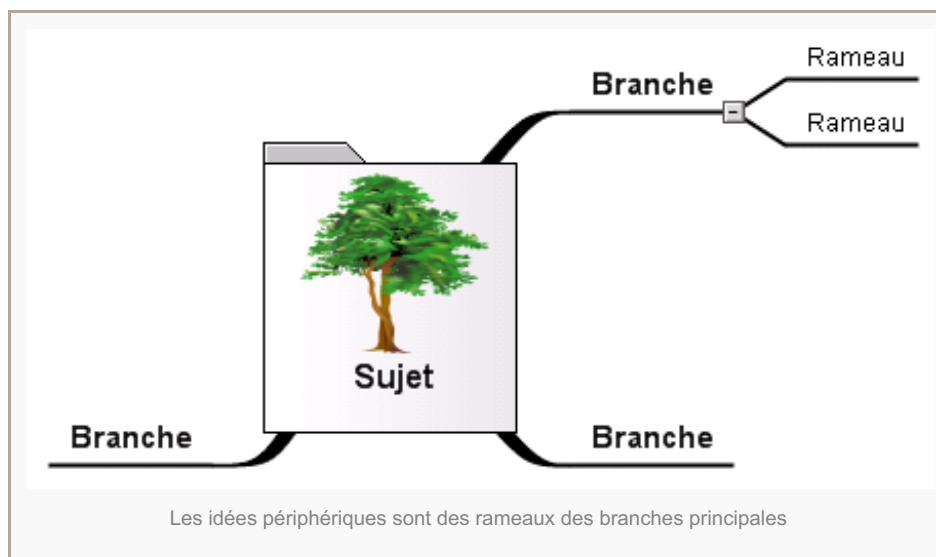 Rameau
Branche
Rameau
Sujet
Branche
Branche
Les idées périphériques sont des rameaux des branches principales